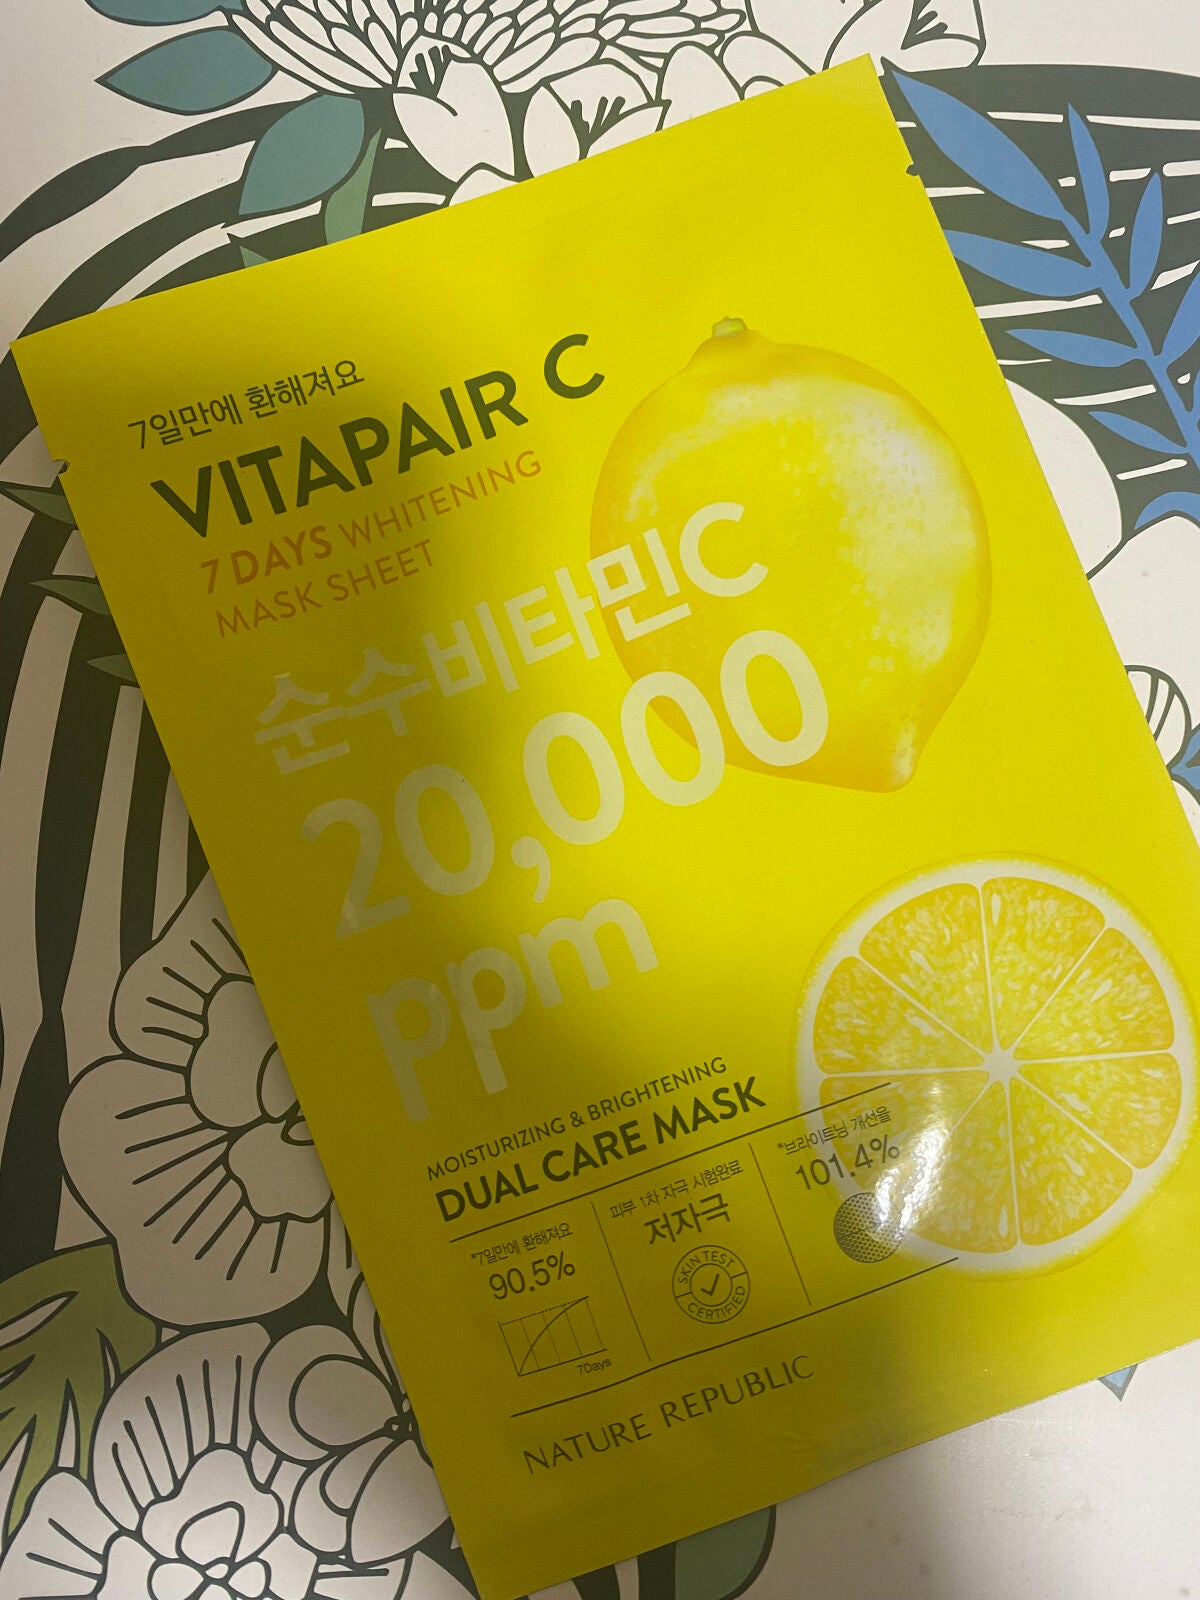 7일만에 환해져요
VITAPAIR C
7 DAYS WHITENING
MASK SHEET
순수비타민C
20,000
ppm
MOISTURIZING & BRIGHTENING
DUAL CARE MASK
*7일만에 환해져요
90.5%
7Days
피부 1차 자극 시험완료
저자극
SKIN TEST
CERTIFIED
*브라이트닝 개선율
101.4%
NATURE REPUBLIC